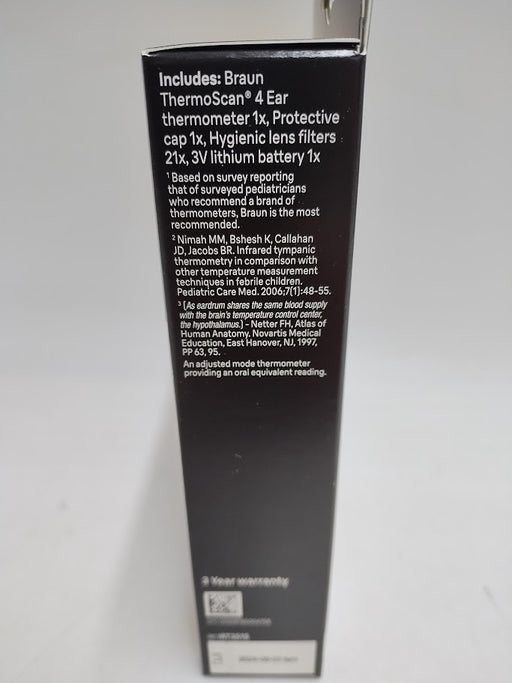 Includes: Braun
ThermoScan® 4 Ear
thermometer 1x, Protective
cap 1x, Hygienic lens filters
21x, 3V lithium battery 1x
¹ Based on survey reporting
that of surveyed pediatricians
who recommend a brand of
thermometers, Braun is the most
recommended.
² Nimah MM, Bshesh K, Callahan
JD, Jacobs BR. Infrared tympanic
thermometry in comparison with
other temperature measurement
techniques in febrile children.
Pediatric Care Med. 2006;7(1):48-55.
³ (As eardrum shares the same blood supply
with the brain's temperature control center,
the hypothalamus.) - Netter FH, Atlas of
Human Anatomy. Novartis Medical
Education, East Hanover, NJ, 1997,
PP 63, 95.
An adjusted mode thermometer
providing an oral equivalent reading.
Year warranty